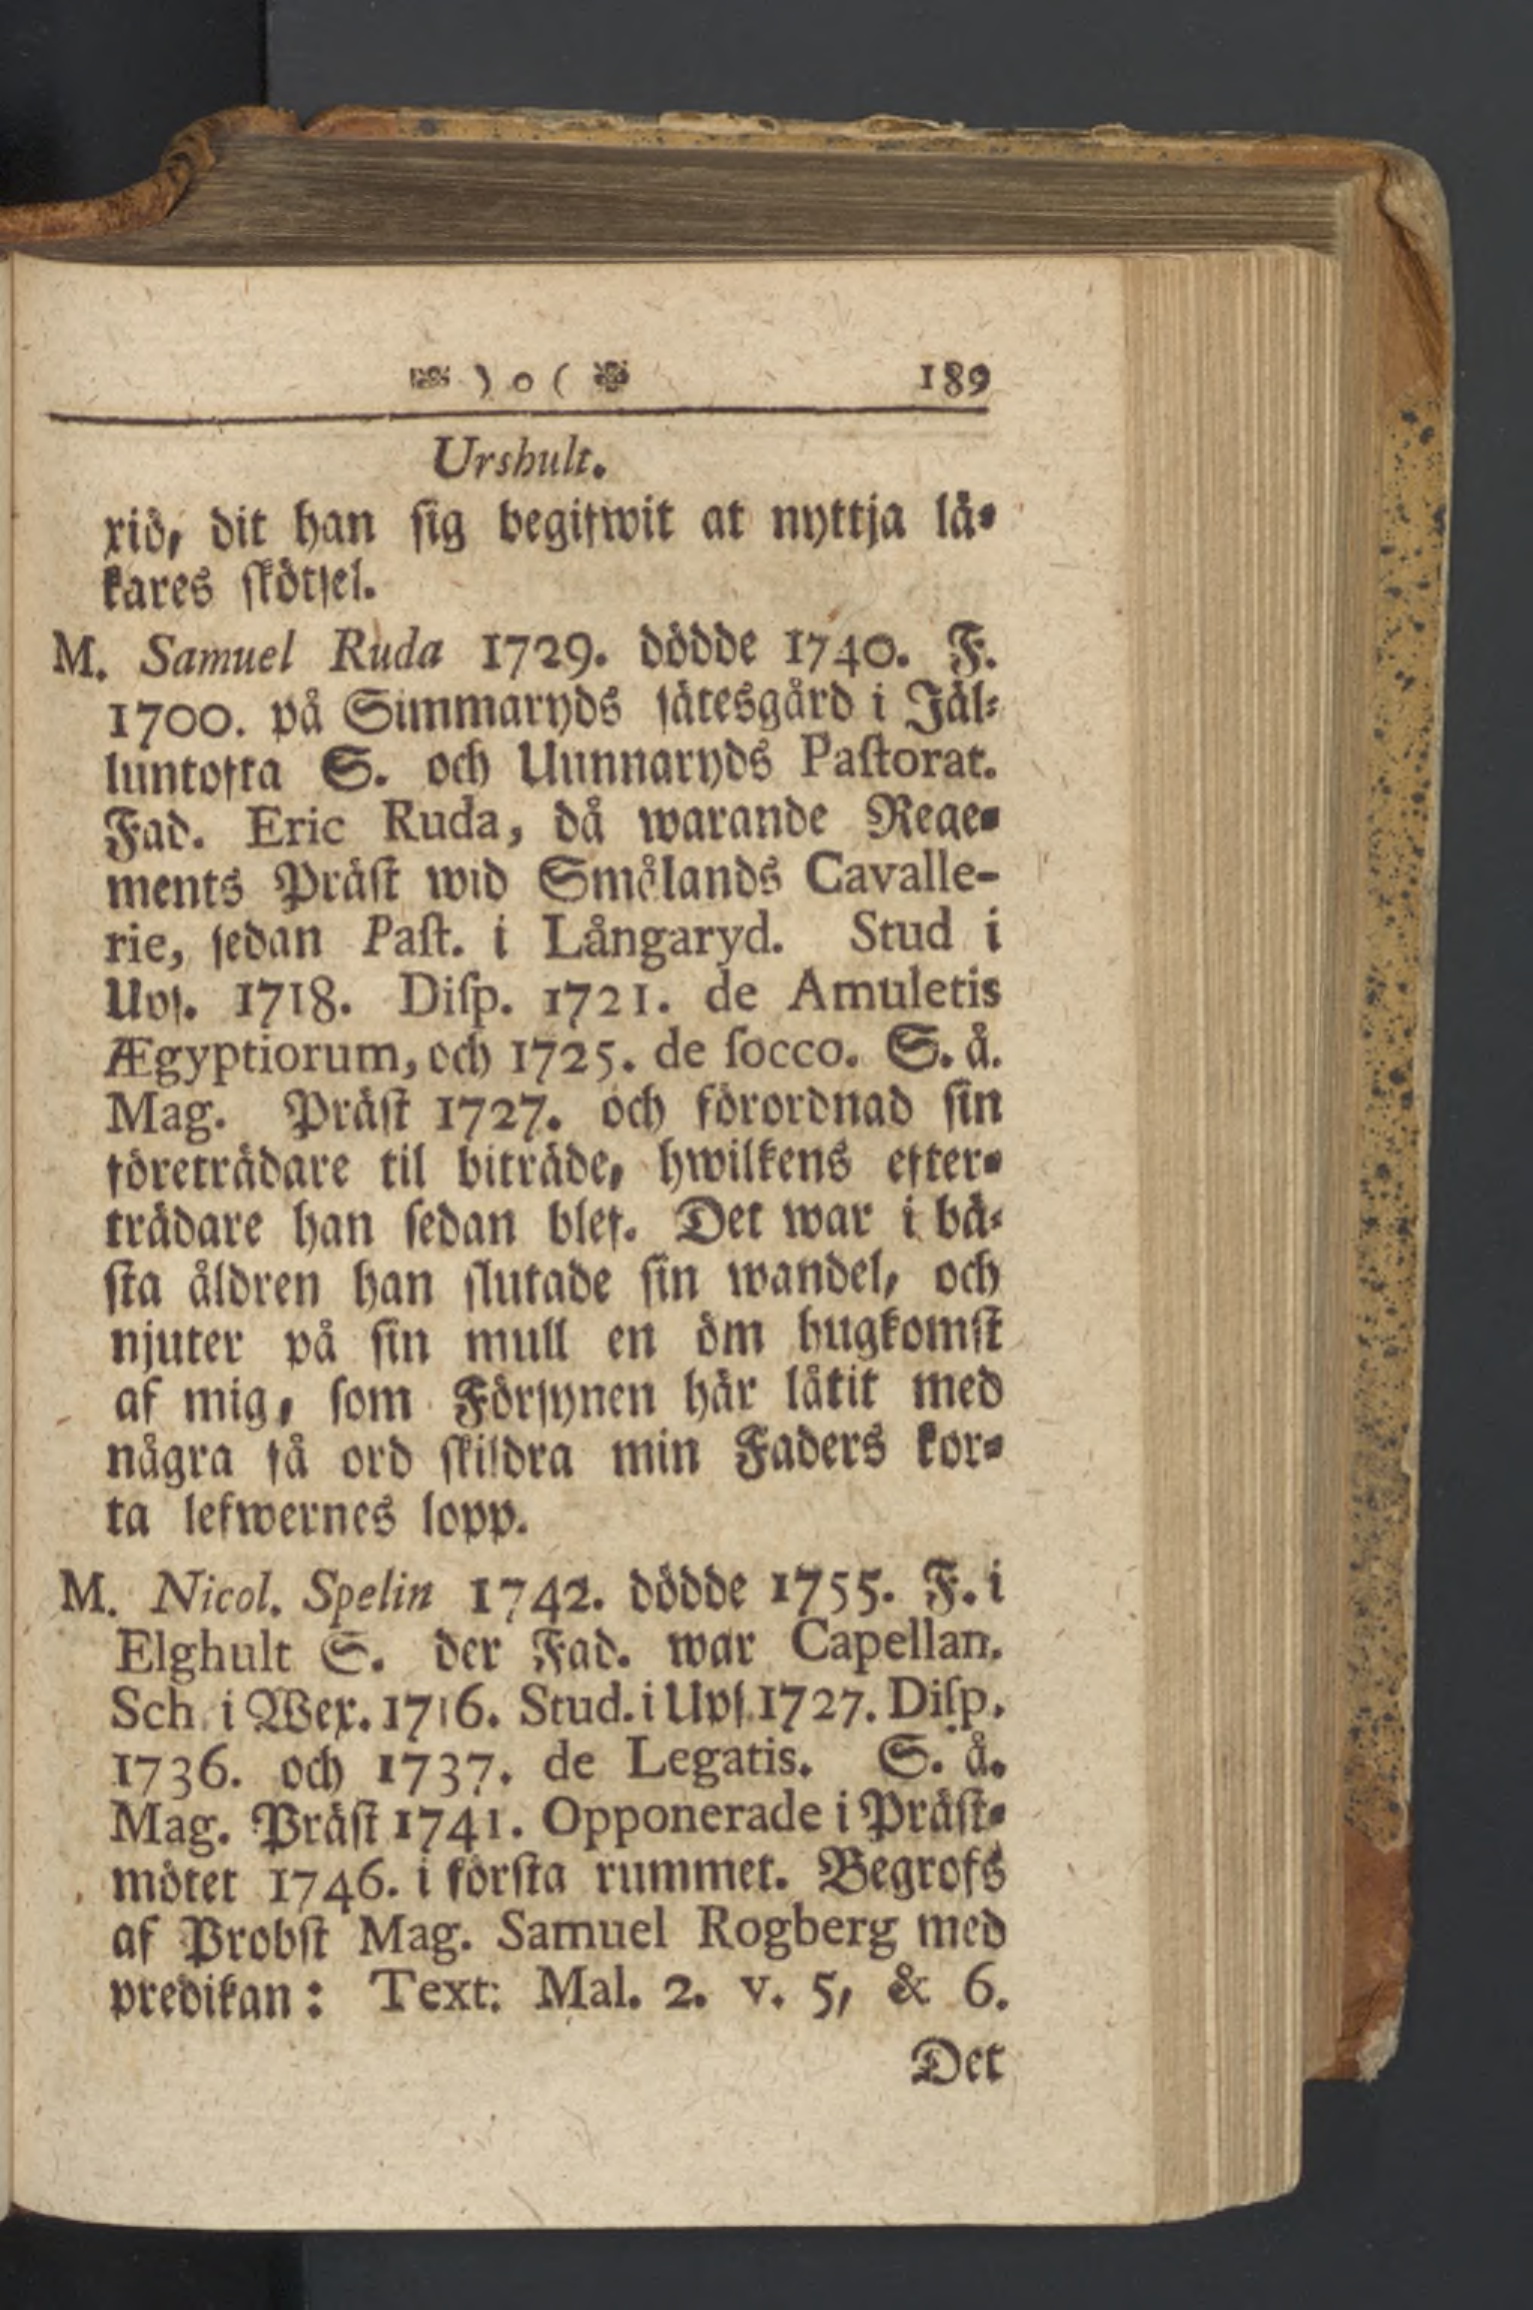 ) o ( 189
Urshult.
xiö, dit han sig begifwit at nyttja lä-
kares skötsel.
M. Samuel Ruda 1729. dödde 1740. F.
1700. på Simmaryds sätesgård i Jäl-
luntofta S. och Unnaryds Pastorat.
Fad. Eric Ruda, då warande Rege-
ments Präst wid Smålands Cavalle-
rie, sedan Past. i Långaryd. Stud i
Ups. 1718. Disp. 1721. de Amuletis
Ægyptiorum, och 1725. de socco. S. å.
Mag. Präst 1727. och förordnad sin
företrädare til biträde, hwilkens efter-
trädare han sedan blef. Det war i bä-
sta åldren han slutade sin wandel, och
njuter på sin mull en öm hugkomst
af mig, som Försynen här låtit med
några få ord skildra min Faders kor-
ta lefwernes lopp.
M. Nicol. Spelin 1742. dödde 1755. F. i
Elghult S. der Fad. war Capellan.
Sch. i Wex. 1716. Stud. i Ups. 1727. Disp.
1736. och 1737. de Legatis. S. å.
Mag. Präst 1741. Opponerade i Präst-
mötet 1746. i första rummet. Begrofs
af Probst Mag. Samuel Rogberg med
predikan: Text: Mal. 2. v. 5, & 6.
Det